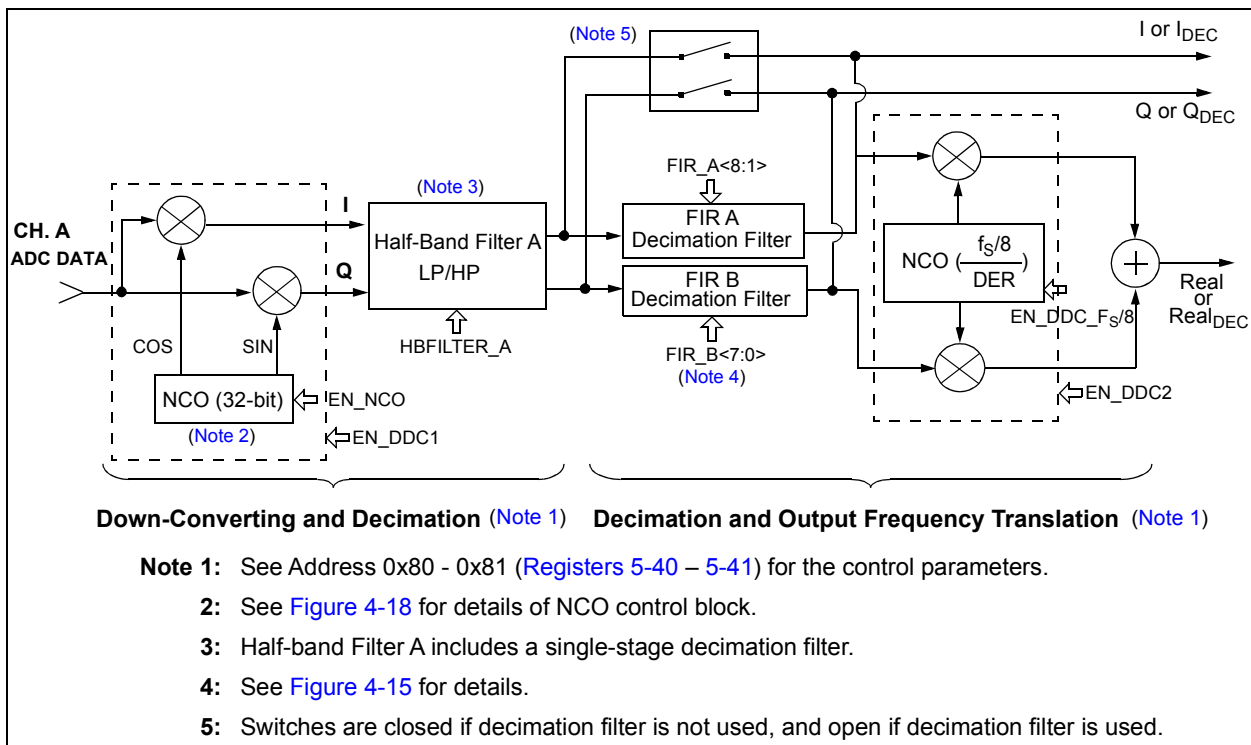 (Note 5)
I or IDEC
Q or QDEC
FIR_A<8:1>
(Note 3)
I
FIR A
Decimation Filter
CH. A
ADC DATA
Half-Band Filter A
LP/HP
NCO (fS/8
DER)
Q
FIR B
Decimation Filter
Real
or
RealDEC
EN_DDC_FS/8
COS
SIN
HBFILTER_A
FIR_B<7:0>
(Note 4)
NCO (32-bit)
EN_NCO
EN_DDC2
(Note 2)
EN_DDC1
Down-Converting and Decimation (Note 1)
Decimation and Output Frequency Translation (Note 1)
Note 1: See Address 0x80 - 0x81 (Registers 5-40 – 5-41) for the control parameters.
2: See Figure 4-18 for details of NCO control block.
3: Half-band Filter A includes a single-stage decimation filter.
4: See Figure 4-15 for details.
5: Switches are closed if decimation filter is not used, and open if decimation filter is used.